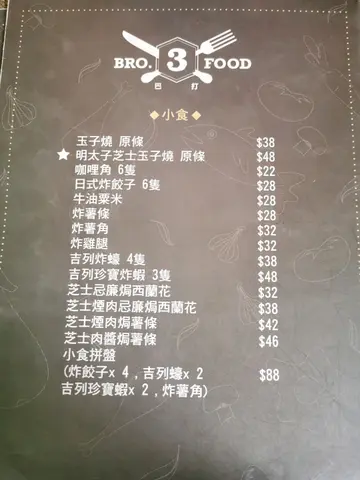 BRO. 3 FOOD
巴 打
小食
玉子燒 原條 $38
明太子芝士玉子燒 原條 $48
咖哩角 6隻 $22
日式炸餃子 6隻 $28
牛油粟米 $28
炸薯條 $28
炸薯角 $32
炸雞腿 $32
吉列炸蠔 4隻 $38
吉列珍寶炸蝦 3隻 $48
芝士忌廉焗西蘭花 $32
芝士煙肉忌廉焗西蘭花 $38
芝士煙肉焗薯條 $42
芝士肉醬焗薯條 $46
小食拼盤
(炸餃子x 4 , 吉列蠔x 2 $88
吉列珍寶蝦x 2 , 炸薯角)